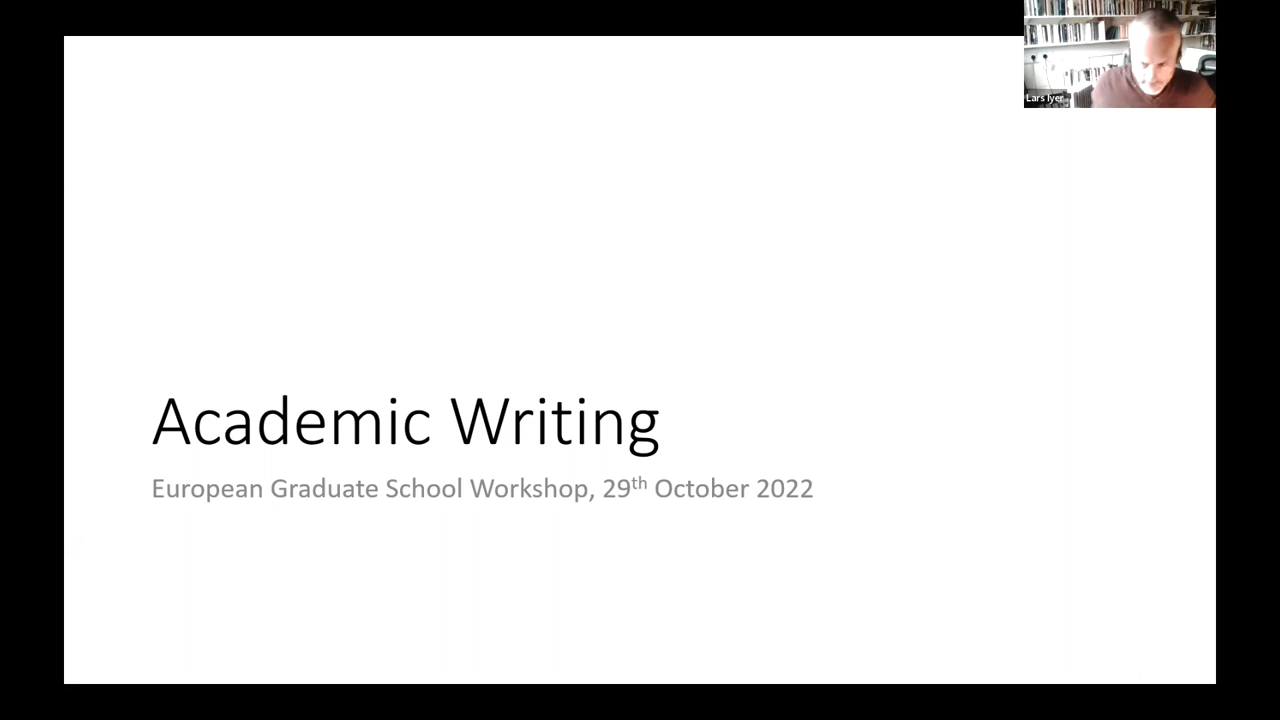 Lars Iyer
Academic Writing
European Graduate School Workshop, 29th October 2022